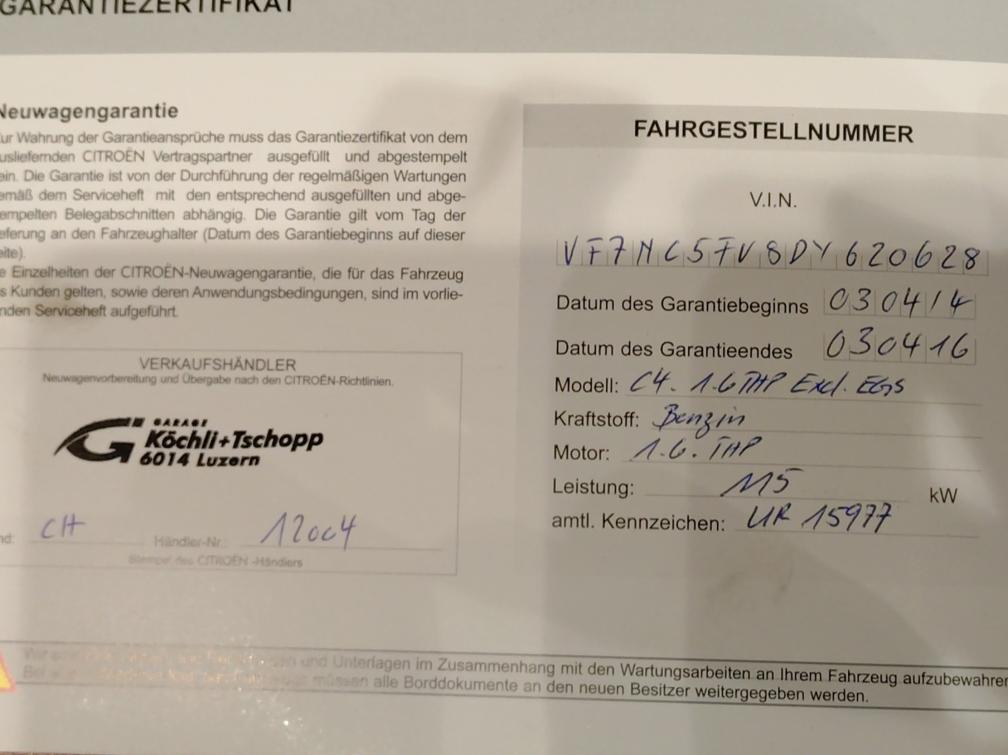 GARANTIEZERTIFIKAT
Neuwagengarantie
ur Wahrung der Garantieansprüche muss das Garantiezertifikat von dem
usliefernden CITROËN Vertragspartner ausgefüllt und abgestempelt
ein. Die Garantie ist von der Durchführung der regelmäßigen Wartungen
emäß dem Serviceheft mit den entsprechend ausgefüllten und abge-
empelten Belegabschnitten abhängig. Die Garantie gilt vom Tag der
eferung an den Fahrzeughalter (Datum des Garantiebeginns auf dieser
eite).
e Einzelheiten der CITROËN-Neuwagengarantie, die für das Fahrzeug
s Kunden gelten, sowie deren Anwendungsbedingungen, sind im vorlie-
nden Serviceheft aufgeführt.
VERKAUFSHÄNDLER
Neuwagenvorbereitung und Übergabe nach den CITROËN-Richtlinien.
GARAGE
Köchli+Tschopp
6014 Luzern
nd: CH Händler-Nr.: 12004
Stempel des CITROËN -Händlers
FAHRGESTELLNUMMER
V.I.N.
VF7NC5FV8DY620628
Datum des Garantiebeginns 030414
Datum des Garantieendes 030416
Modell: C4. 1.6 THP Excl. EGS
Kraftstoff: Benzin
Motor: 1.6. THP
Leistung: 115 kW
amtl. Kennzeichen: UR 15977
und Unterlagen im Zusammenhang mit den Wartungsarbeiten an Ihrem Fahrzeug aufzubewahren
müssen alle Borddokumente an den neuen Besitzer weitergegeben werden.